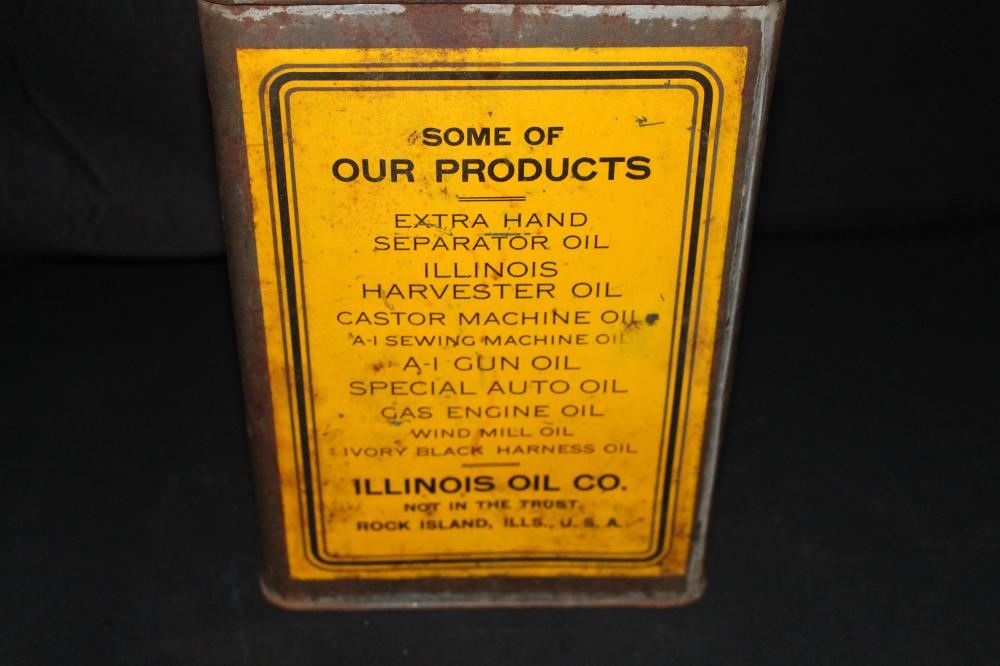 SOME OF
OUR PRODUCTS
EXTRA HAND
SEPARATOR OIL
ILLINOIS
HARVESTER OIL
CASTOR MACHINE OIL
A-1 SEWING MACHINE OIL
A-1 GUN OIL
SPECIAL AUTO OIL
GAS ENGINE OIL
WIND MILL OIL
IVORY BLACK HARNESS OIL
ILLINOIS OIL CO.
NOT IN THE TRUST.
ROCK ISLAND, ILLS., U.S.A.